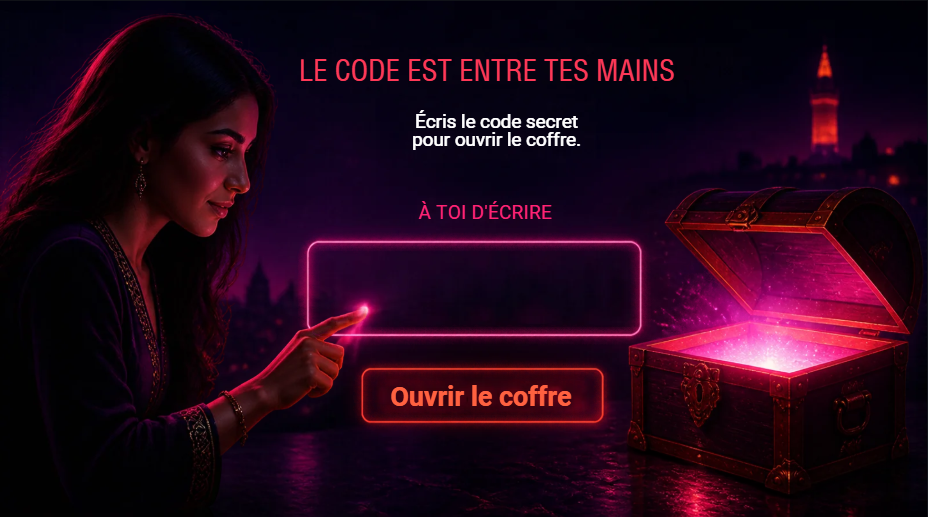 LE CODE EST ENTRE TES MAINS
Écris le code secret
pour ouvrir le coffre.
À TOI D'ÉCRIRE
Ouvrir le coffre